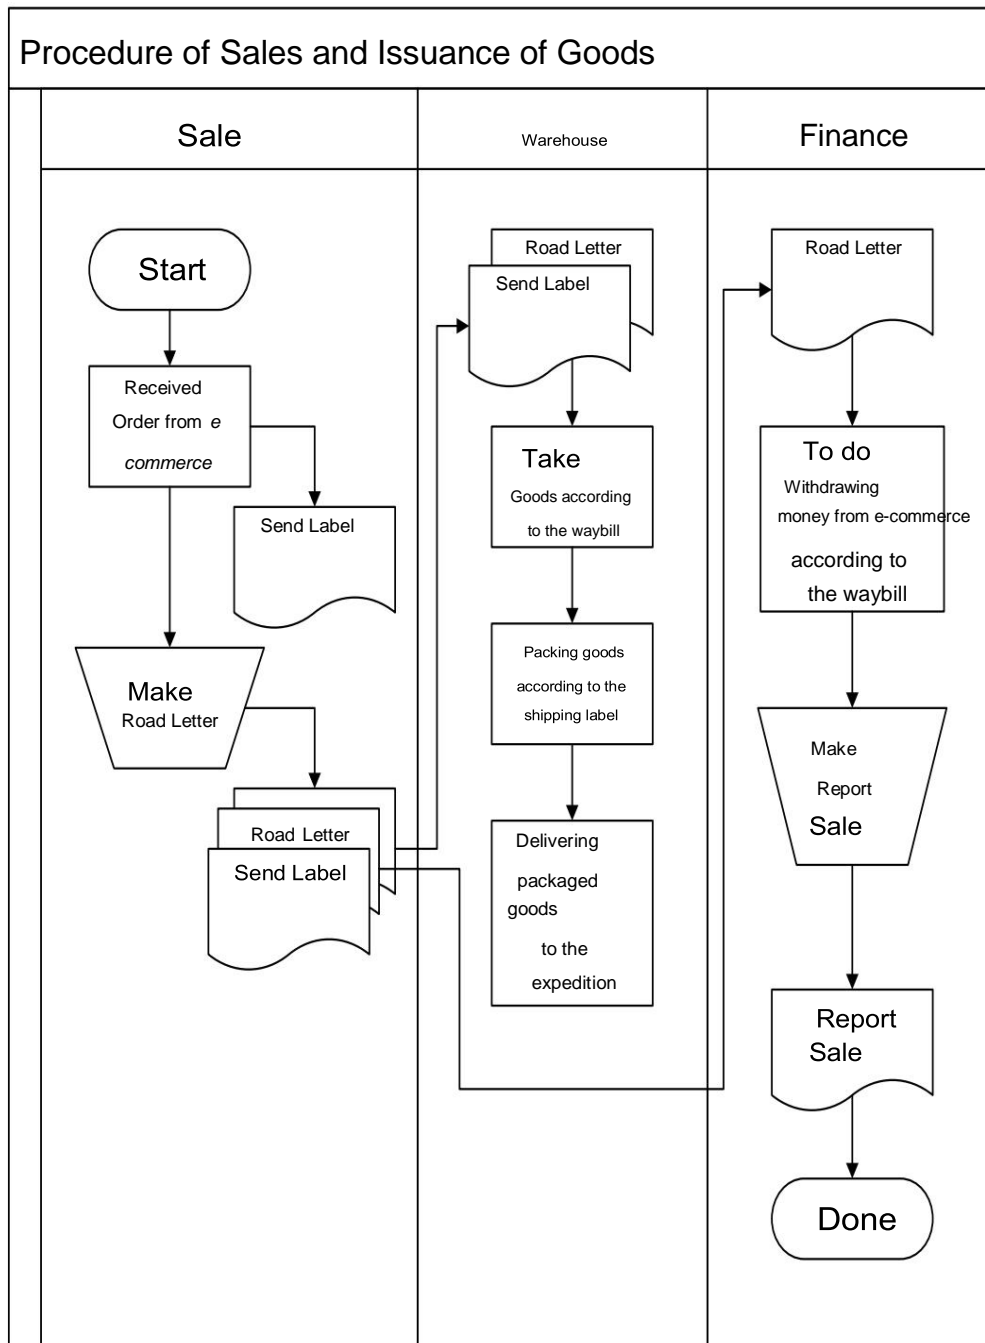 Procedure of Sales and Issuance of Goods
Sale
Warehouse
Finance
Start
Received
Order from e
commerce
Send Label
Make
Road Letter
Road Letter
Send Label
Road Letter
Send Label
Take
Goods according
to the waybill
Packing goods
according to the
shipping label
Delivering
packaged
goods
to the
expedition
Road Letter
To do
Withdrawing
money from e-commerce
according to
the waybill
Make
Report
Sale
Report
Sale
Done